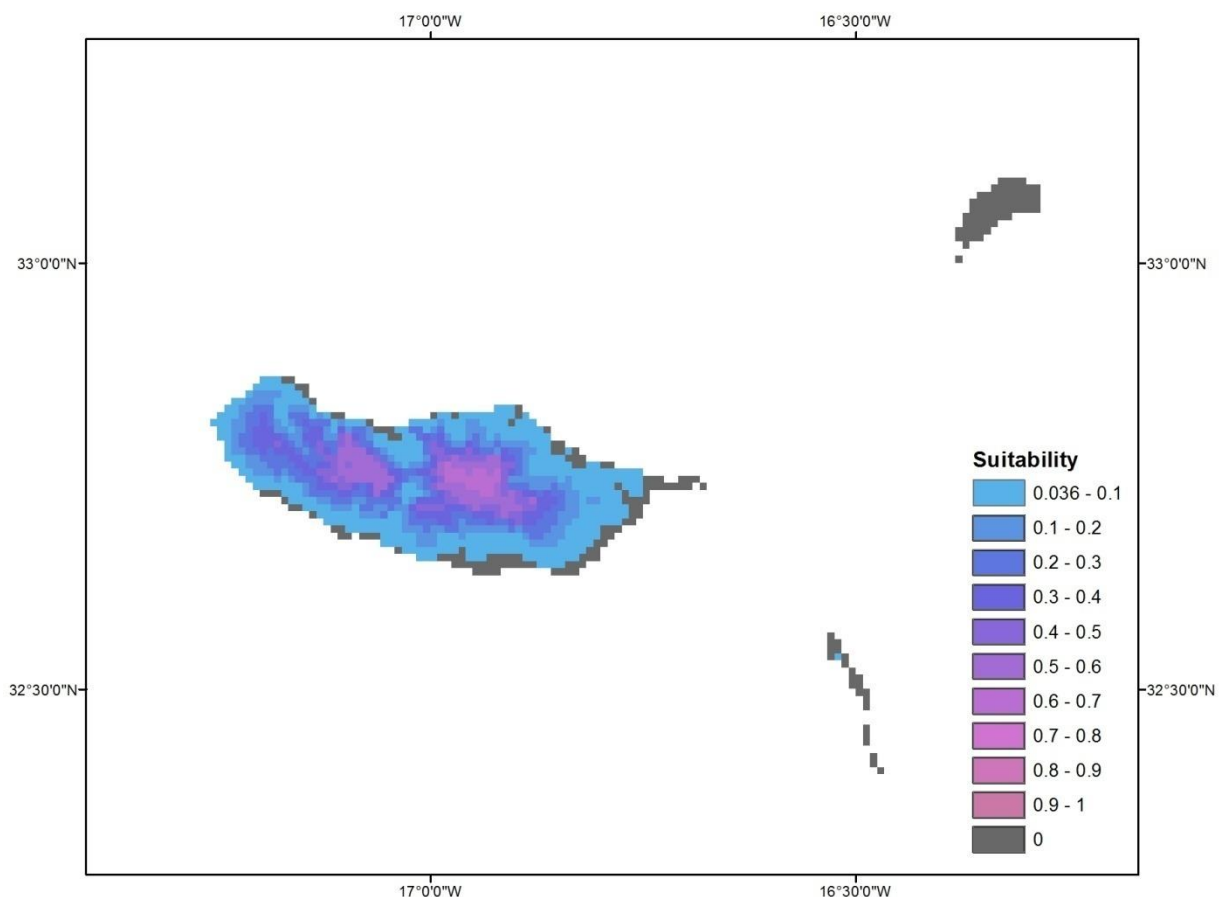 17°0'0"W 16°30'0"W
33°0'0"N 33°0'0"N
Suitability
0.036 - 0.1
0.1 - 0.2
0.2 - 0.3
0.3 - 0.4
0.4 - 0.5
0.5 - 0.6
0.6 - 0.7
0.7 - 0.8
0.8 - 0.9
0.9 - 1
0
32°30'0"N 32°30'0"N
17°0'0"W 16°30'0"W